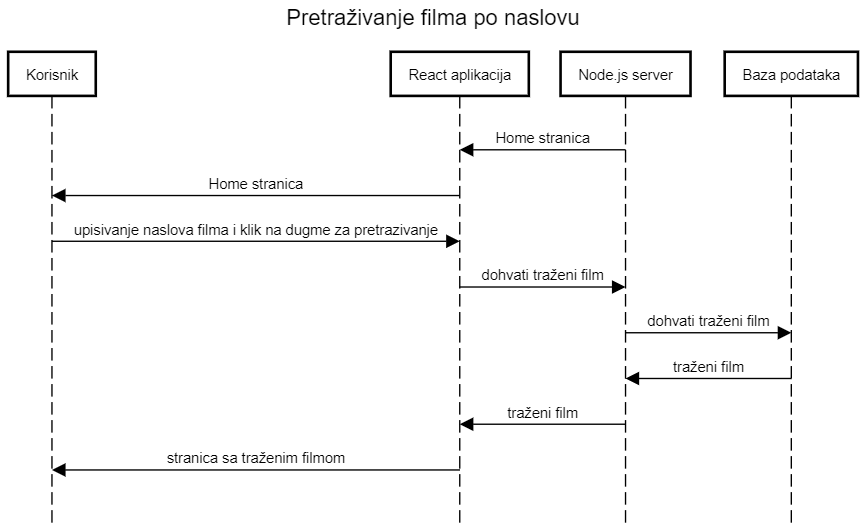 Pretraživanje filma po naslovu
Korisnik
React aplikacija
Node.js server
Baza podataka
Home stranica
Home stranica
upisivanje naslova filma i klik na dugme za pretrazivanje
dohvati traženi film
dohvati traženi film
traženi film
traženi film
stranica sa traženim filmom